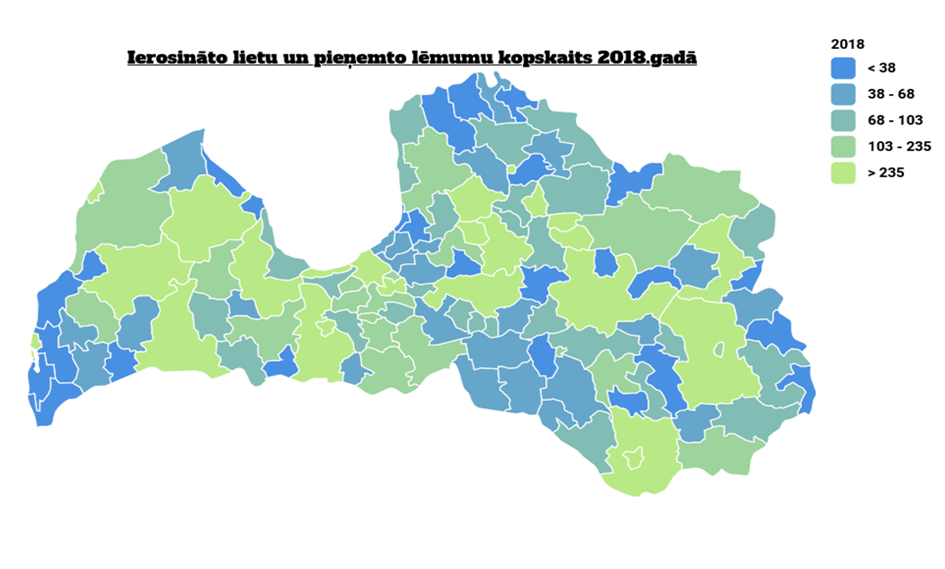 Ierosināto lietu un pieņemto lēmumu kopskaits 2018.gadā
2018
< 38
38 - 68
68 - 103
103 - 235
> 235